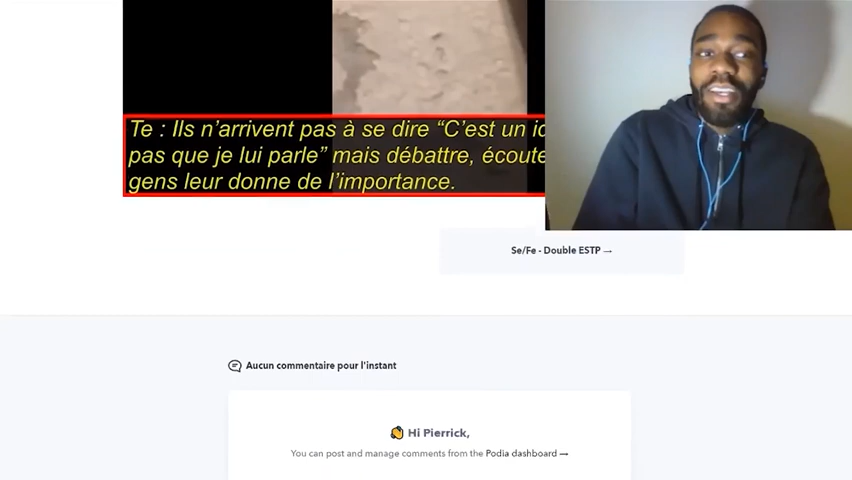 Te : Ils n’arrivent pas à se dire “C’est un
pas que je lui parle” mais débattre,
gens leur donne de l’importance.
Se/Fe - Double ESTP →
Aucun commentaire pour l'instant
Hi Pierrick,
You can post and manage comments from the Podia dashboard →